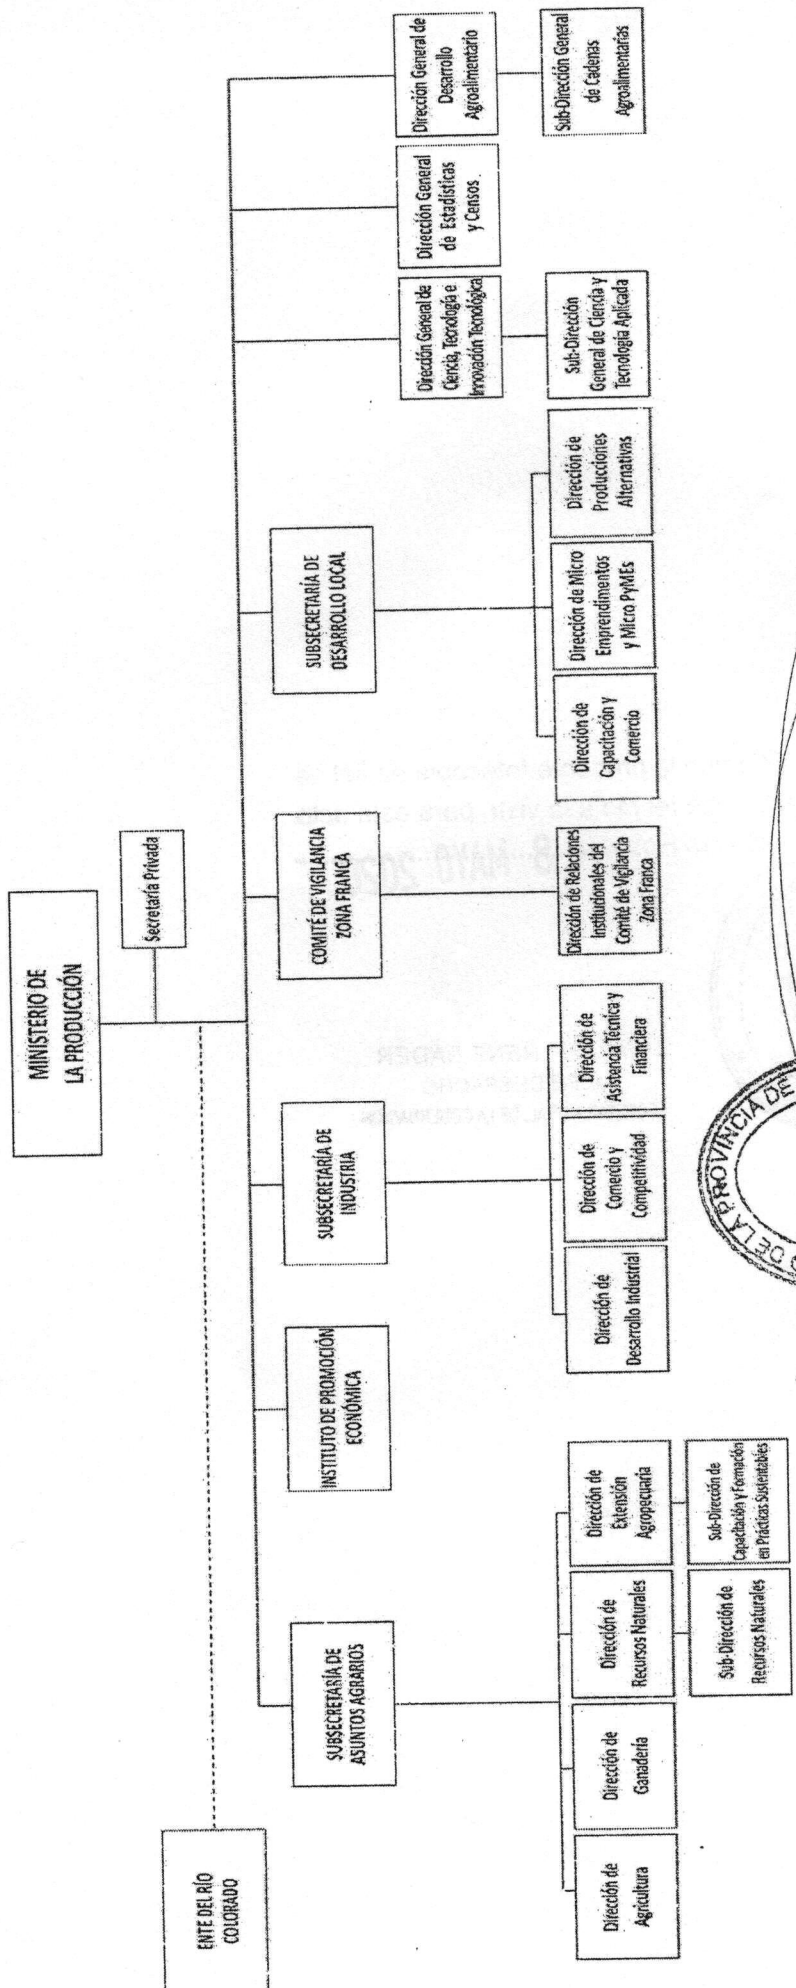 MINISTERIO DE
LA PRODUCCIÓN
Secretaría Privada
ENTE DEL RÍO
COLORADO
SUBSECRETARÍA DE
ASUNTOS AGRARIOS
INSTITUTO DE PROMOCIÓN
ECONÓMICA
SUBSECRETARÍA DE
INDUSTRIA
COMITÉ DE VIGILANCIA
ZONA FRANCA
SUBSECRETARÍA DE
DESARROLLO LOCAL
Dirección General de
Ciencia, Tecnología e
Innovación Tecnológica
Dirección General
de Estadísticas
y Censos
Dirección General de
Desarrollo
Agroalimentario
Dirección de
Agricultura
Dirección de
Ganadería
Dirección de
Recursos Naturales
Dirección de
Extensión
Agropecuaria
Dirección de
Desarrollo Industrial
Dirección de
Comercio y
Competitividad
Dirección de
Asistencia Técnica y
Financiera
Dirección de Relaciones
Institucionales del
Comité de Vigilancia
Zona Franca
Dirección de
Capacitación y
Comercio
Dirección de Micro
Emprendimentos
y Micro PyMEs
Dirección de
Producciones
Alternativas
Sub-Dirección
General de Ciencia y
Tecnología Aplicada
Sub-Dirección General
de Cadenas
Agroalimentarias
Sub-Dirección de
Recursos Naturales
Sub-Dirección de
Capacitación y Formación
en Prácticas Sustentables
DE LA PROVINCIA DE